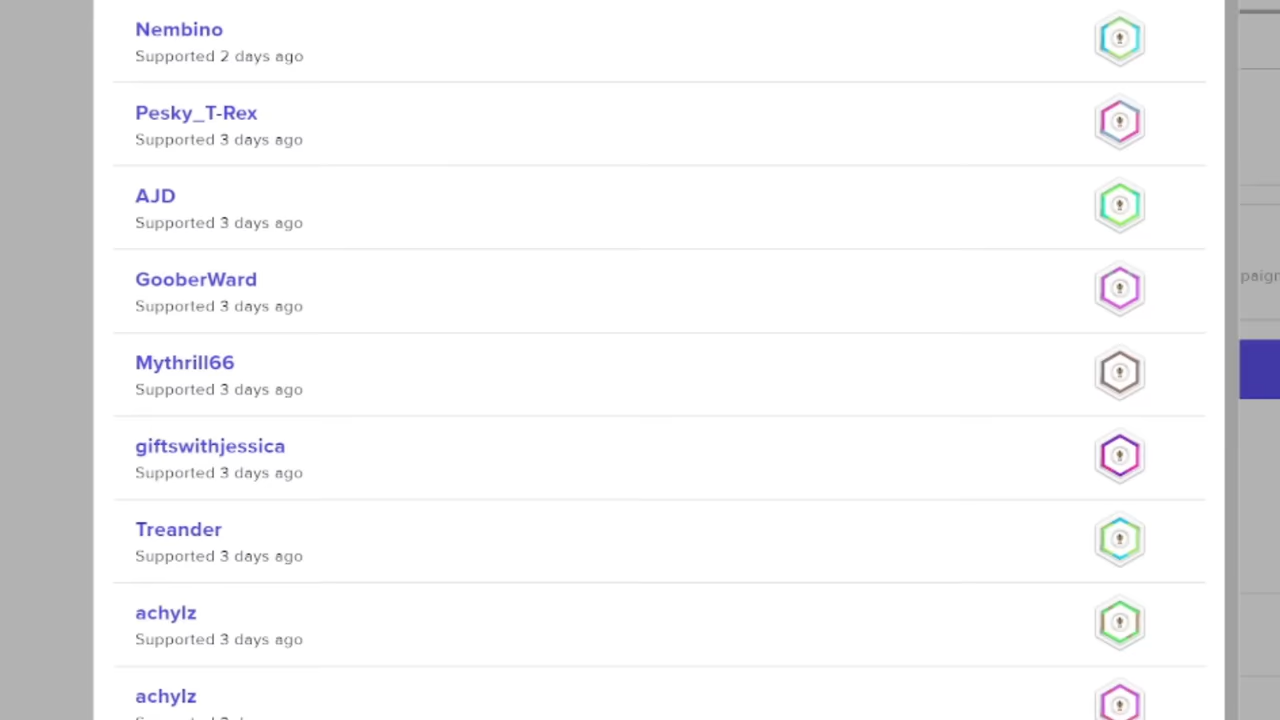 Nembino
Supported 2 days ago
Pesky_T-Rex
Supported 3 days ago
AJD
Supported 3 days ago
GooberWard
Supported 3 days ago
paign
Mythrill66
Supported 3 days ago
giftswithjessica
Supported 3 days ago
Treander
Supported 3 days ago
achylz
Supported 3 days ago
achylz